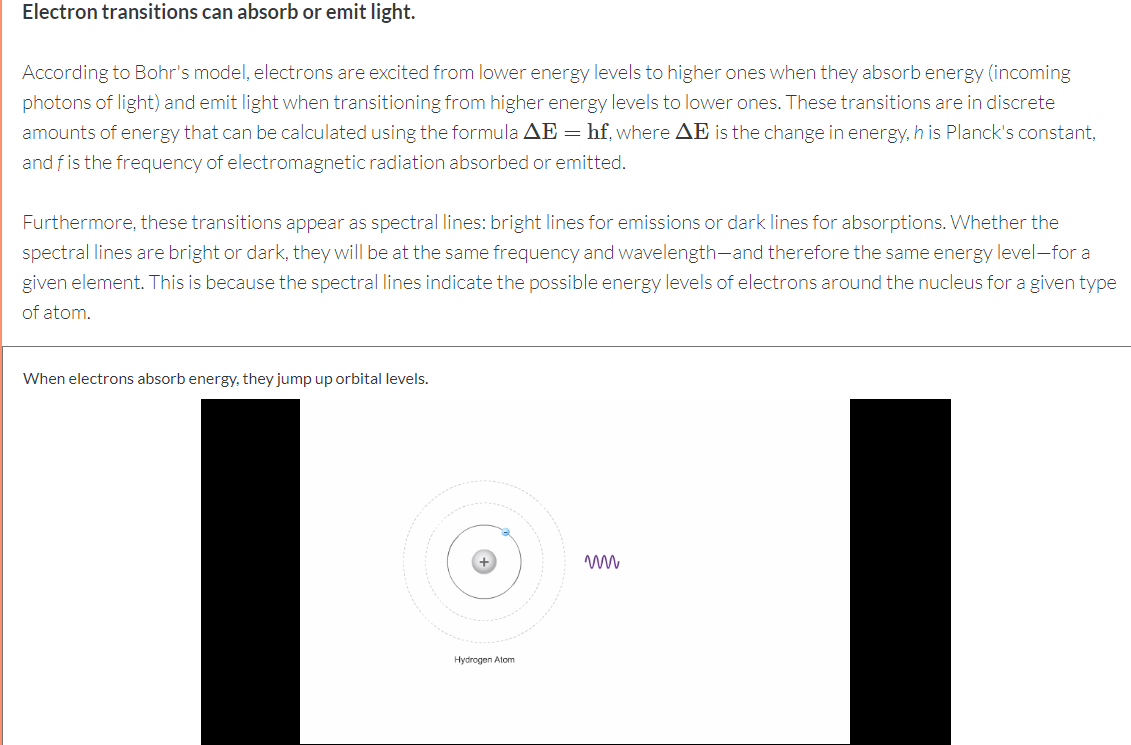 Electron transitions can absorb or emit light.
According to Bohr's model, electrons are excited from lower energy levels to higher ones when they absorb energy (incoming
photons of light) and emit light when transitioning from higher energy levels to lower ones. These transitions are in discrete
amounts of energy that can be calculated using the formula ΔE = hf, where ΔE is the change in energy, h is Planck's constant,
and f is the frequency of electromagnetic radiation absorbed or emitted.
Furthermore, these transitions appear as spectral lines: bright lines for emissions or dark lines for absorptions. Whether the
spectral lines are bright or dark, they will be at the same frequency and wavelength—and therefore the same energy level—for a
given element. This is because the spectral lines indicate the possible energy levels of electrons around the nucleus for a given type
of atom.
When electrons absorb energy, they jump up orbital levels.
−
+
Hydrogen Atom